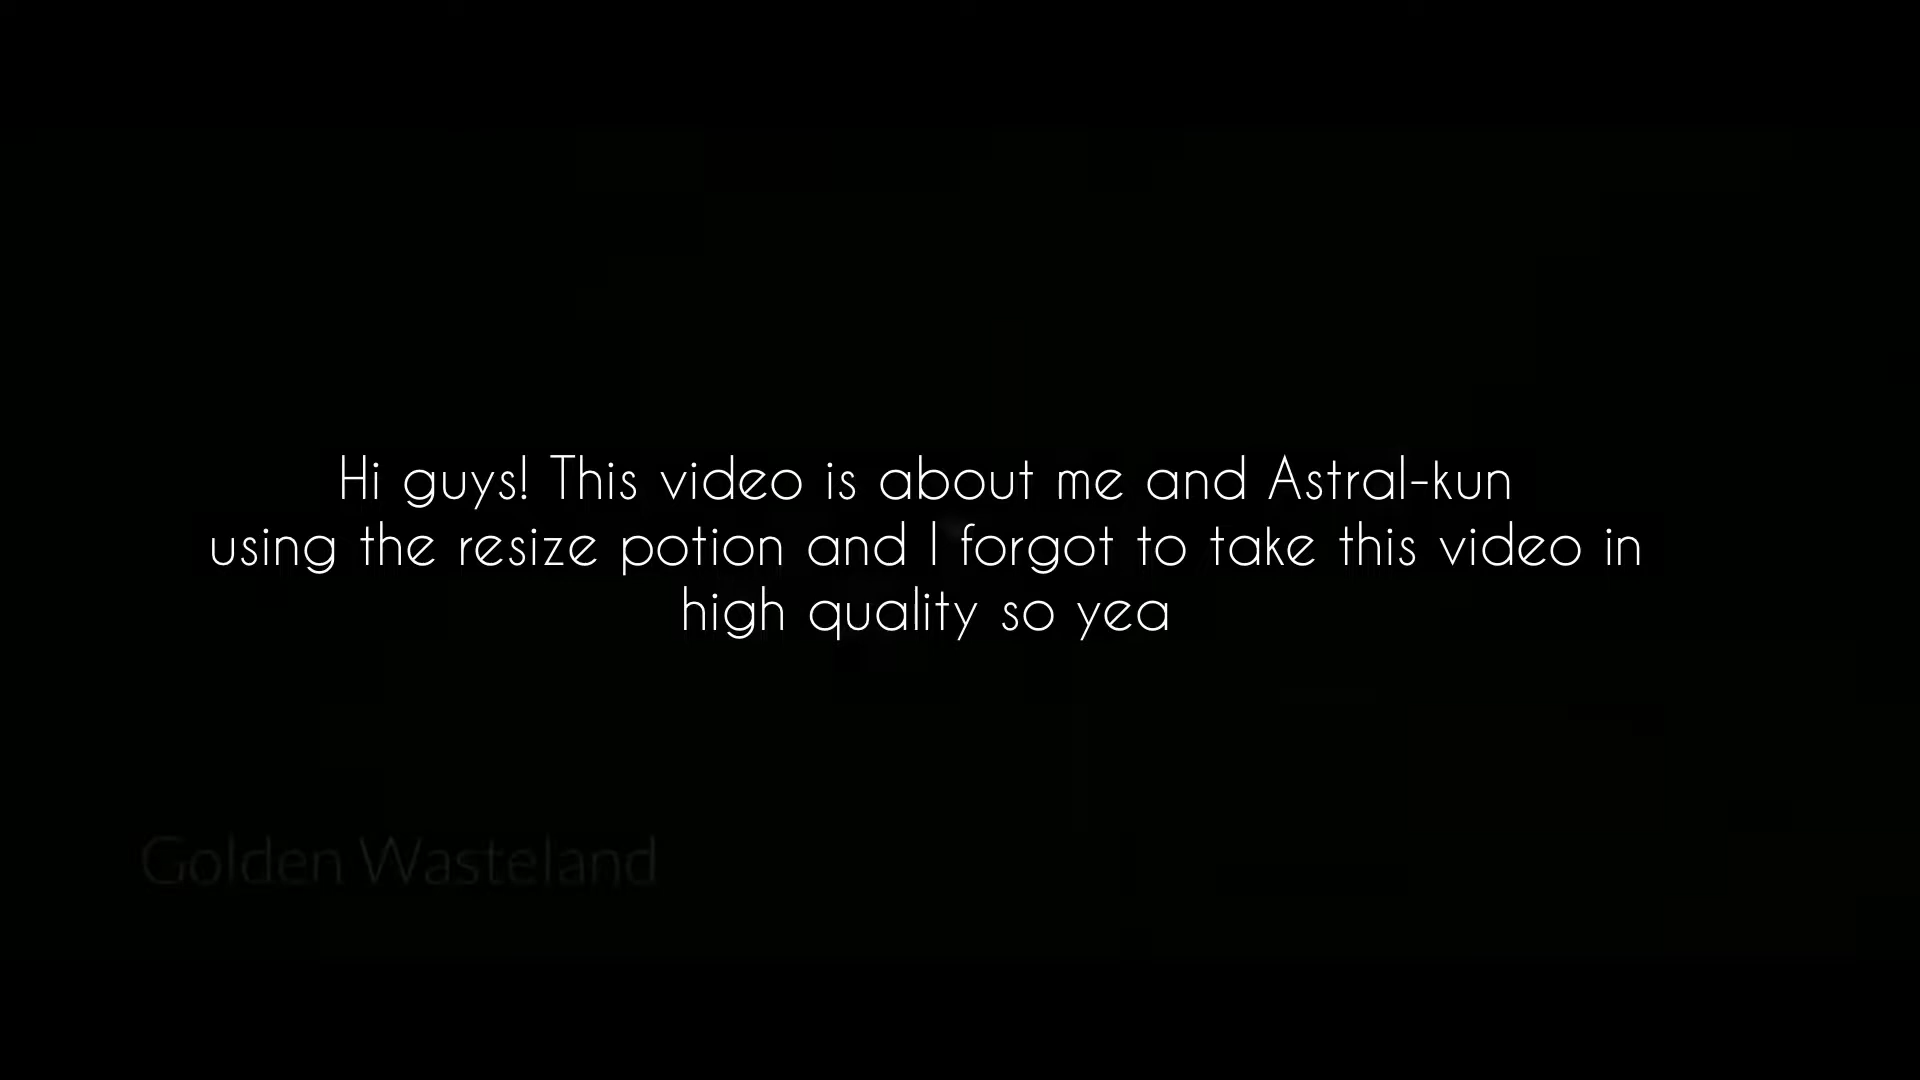 Hi guys! This video is about me and Astral-kun
using the resize potion and I forgot to take this video in
high quality so yea
Golden Wasteland